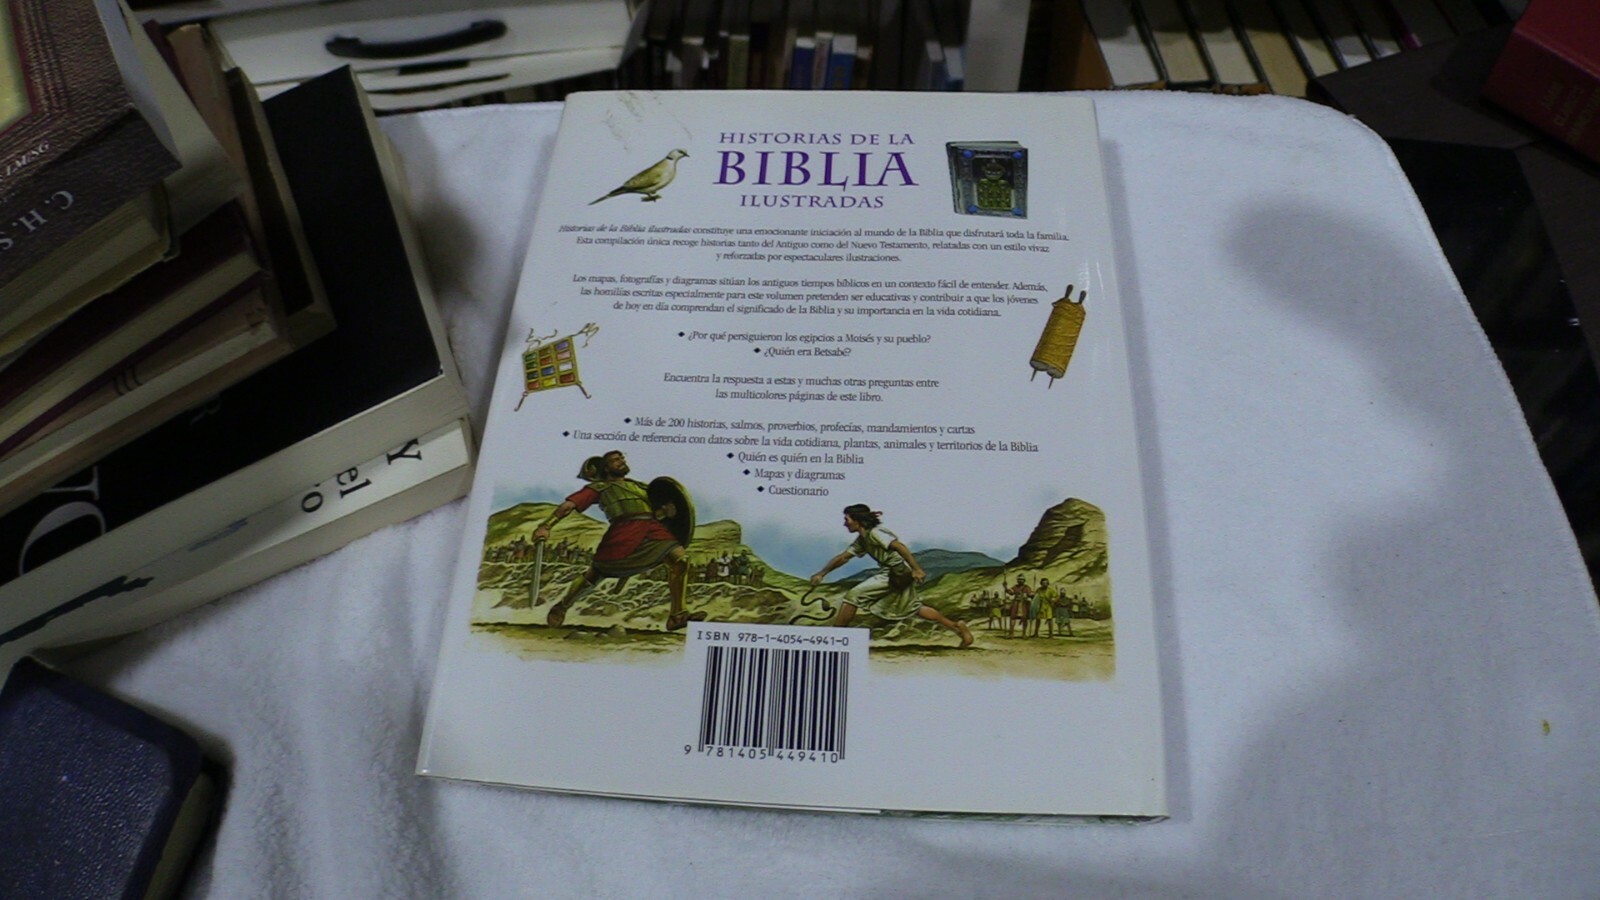 HISTORIAS DE LA
BIBLIA
ILUSTRADAS
Historias de la Biblia ilustradas constituye una emocionante iniciación al mundo de la Biblia que disfrutará toda la familia.
Esta compilación única recoge historias tanto del Antiguo como del Nuevo Testamento, relatadas con un estilo vivaz
y reforzadas por espectaculares ilustraciones.
Los mapas, fotografías y diagramas sitúan los antiguos tiempos bíblicos en un contexto fácil de entender. Además,
las homilías escritas especialmente para este volumen pretenden ser educativas y contribuir a que los jóvenes
de hoy en día comprendan el significado de la Biblia y su importancia en la vida cotidiana.
◆ ¿Por qué persiguieron los egipcios a Moisés y su pueblo?
◆ ¿Quién era Betsabé?
Encuentra la respuesta a estas y muchas otras preguntas entre
las multicolores páginas de este libro.
◆ Más de 200 historias, salmos, proverbios, profecías, mandamientos y cartas
◆ Una sección de referencia con datos sobre la vida cotidiana, plantas, animales y territorios de la Biblia
◆ Quién es quién en la Biblia
◆ Mapas y diagramas
◆ Cuestionario
ISBN 978-1-4054-4941-0
9 781405 449410
C. H. S
y
el